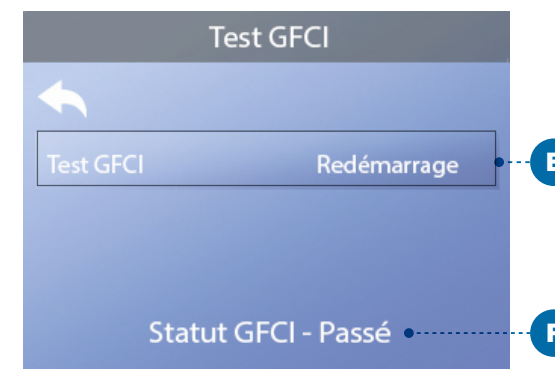 Test GFCI
Test GFCI Redémarrage E
Statut GFCI - Passé F